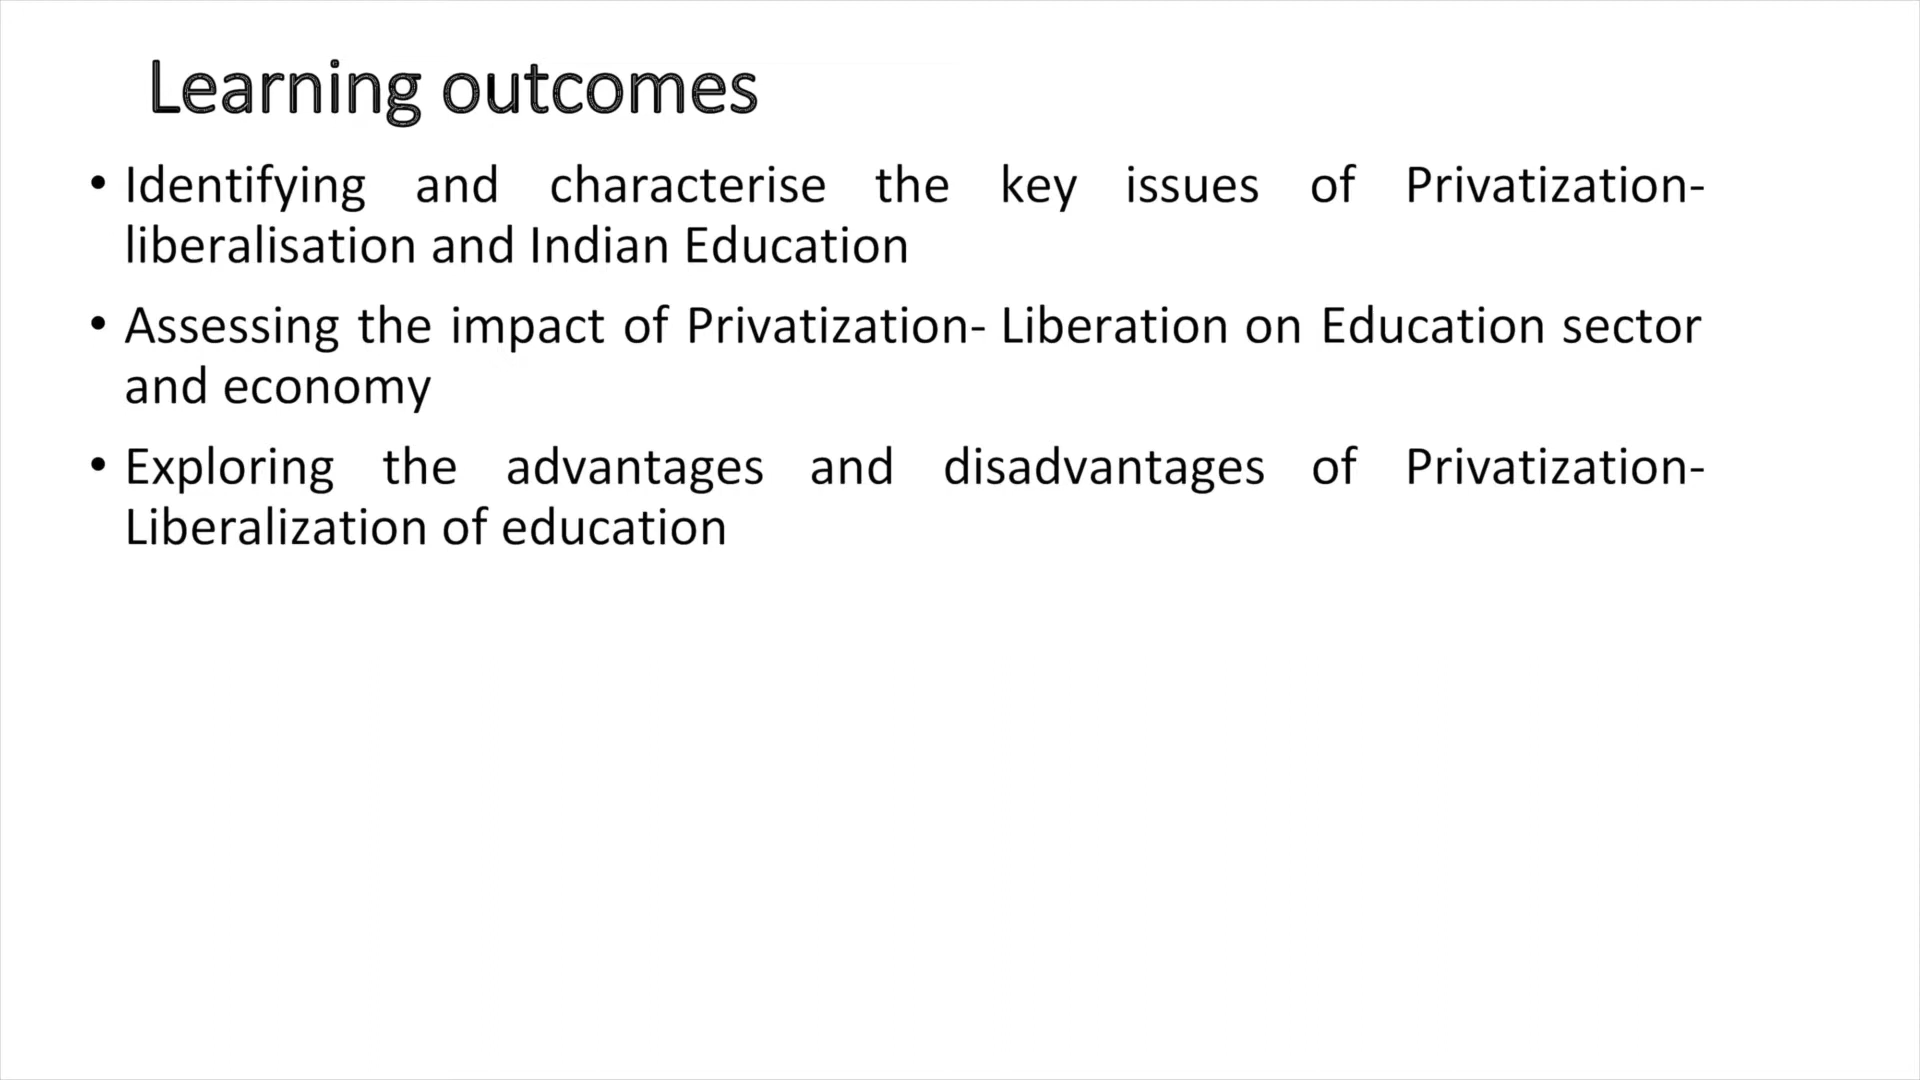 Learning outcomes
• Identifying and characterise the key issues of Privatization-
liberalisation and Indian Education
• Assessing the impact of Privatization- Liberation on Education sector
and economy
• Exploring the advantages and disadvantages of Privatization-
Liberalization of education